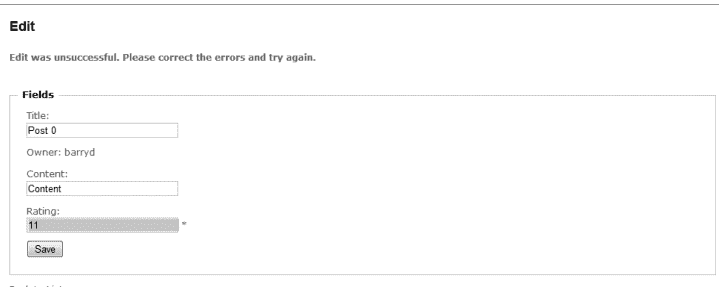 Edit
Edit was unsuccessful. Please correct the errors and try again.
Fields
Title:
Post 0
Owner: barryd
Content:
Content
Rating:
11 *
Save